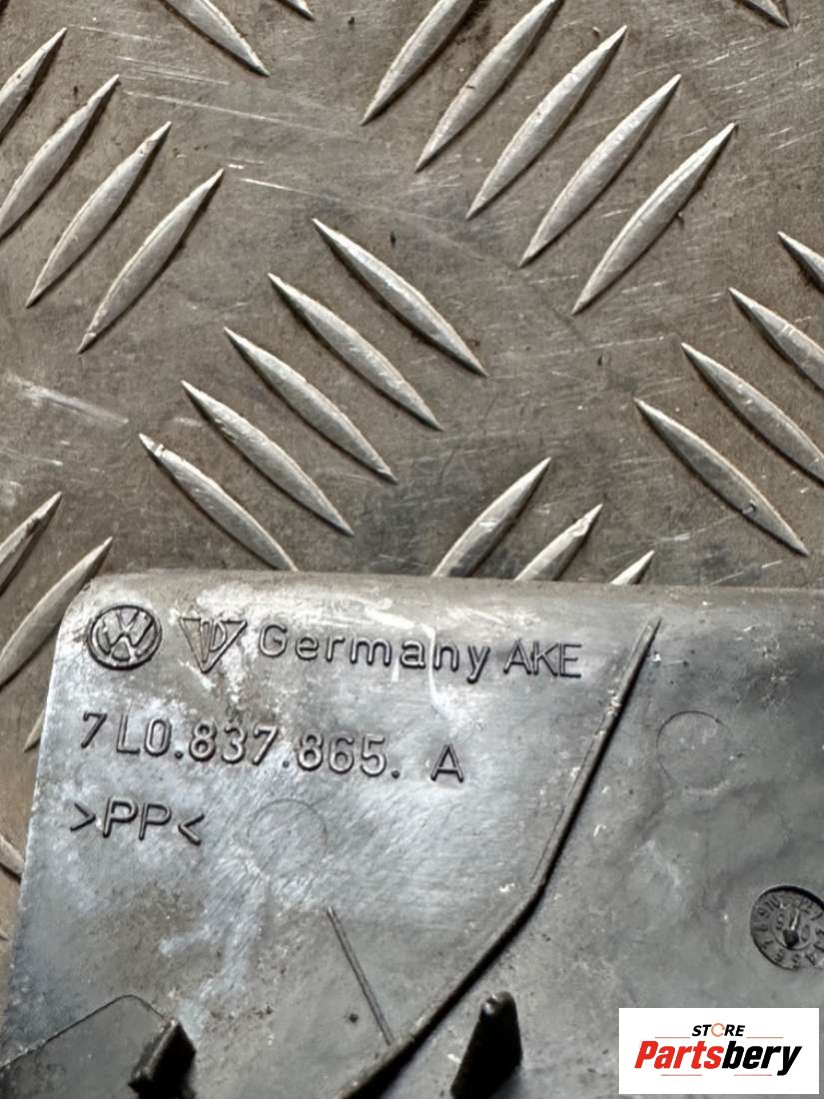 Germany AKE
7L0.837.865. A
>PP<
STORE
Partsbery